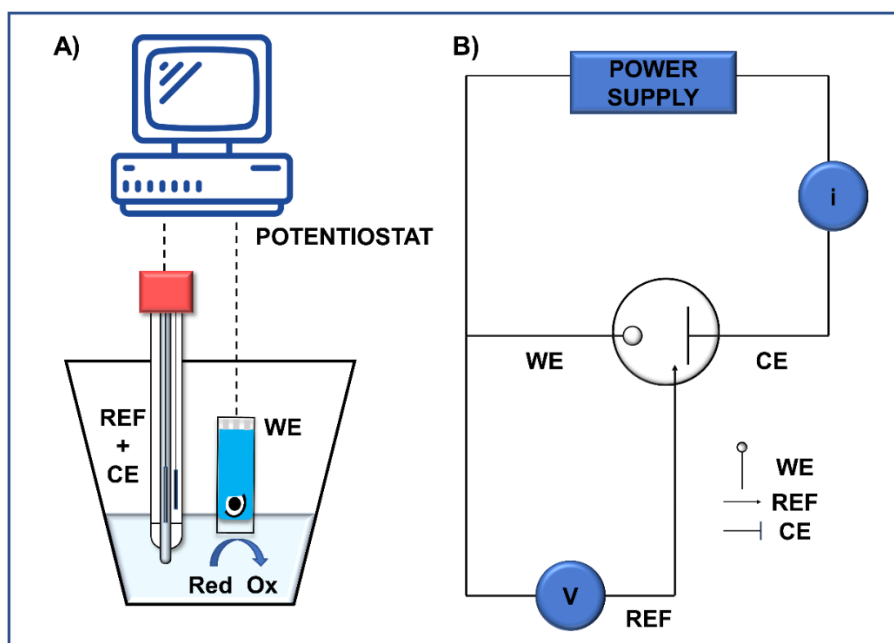 A)
POTENTIOSTAT
REF
+
CE
WE
Red Ox
B)
POWER
SUPPLY
i
WE
CE
WE
REF
CE
V
REF